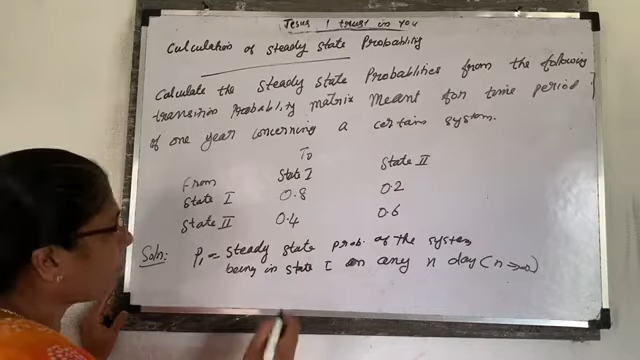 Jesus I trust in you
Calculation of steady state Probability
Calculate the steady state Probabilities from the following
transition Probability matrix meant for time period
of one year concerning a certain system.
To
From State I State II
State I 0.8 0.2
State II 0.4 0.6
Soln: P1 = steady state prob. of the system
being in state I on any n day (n→∞)